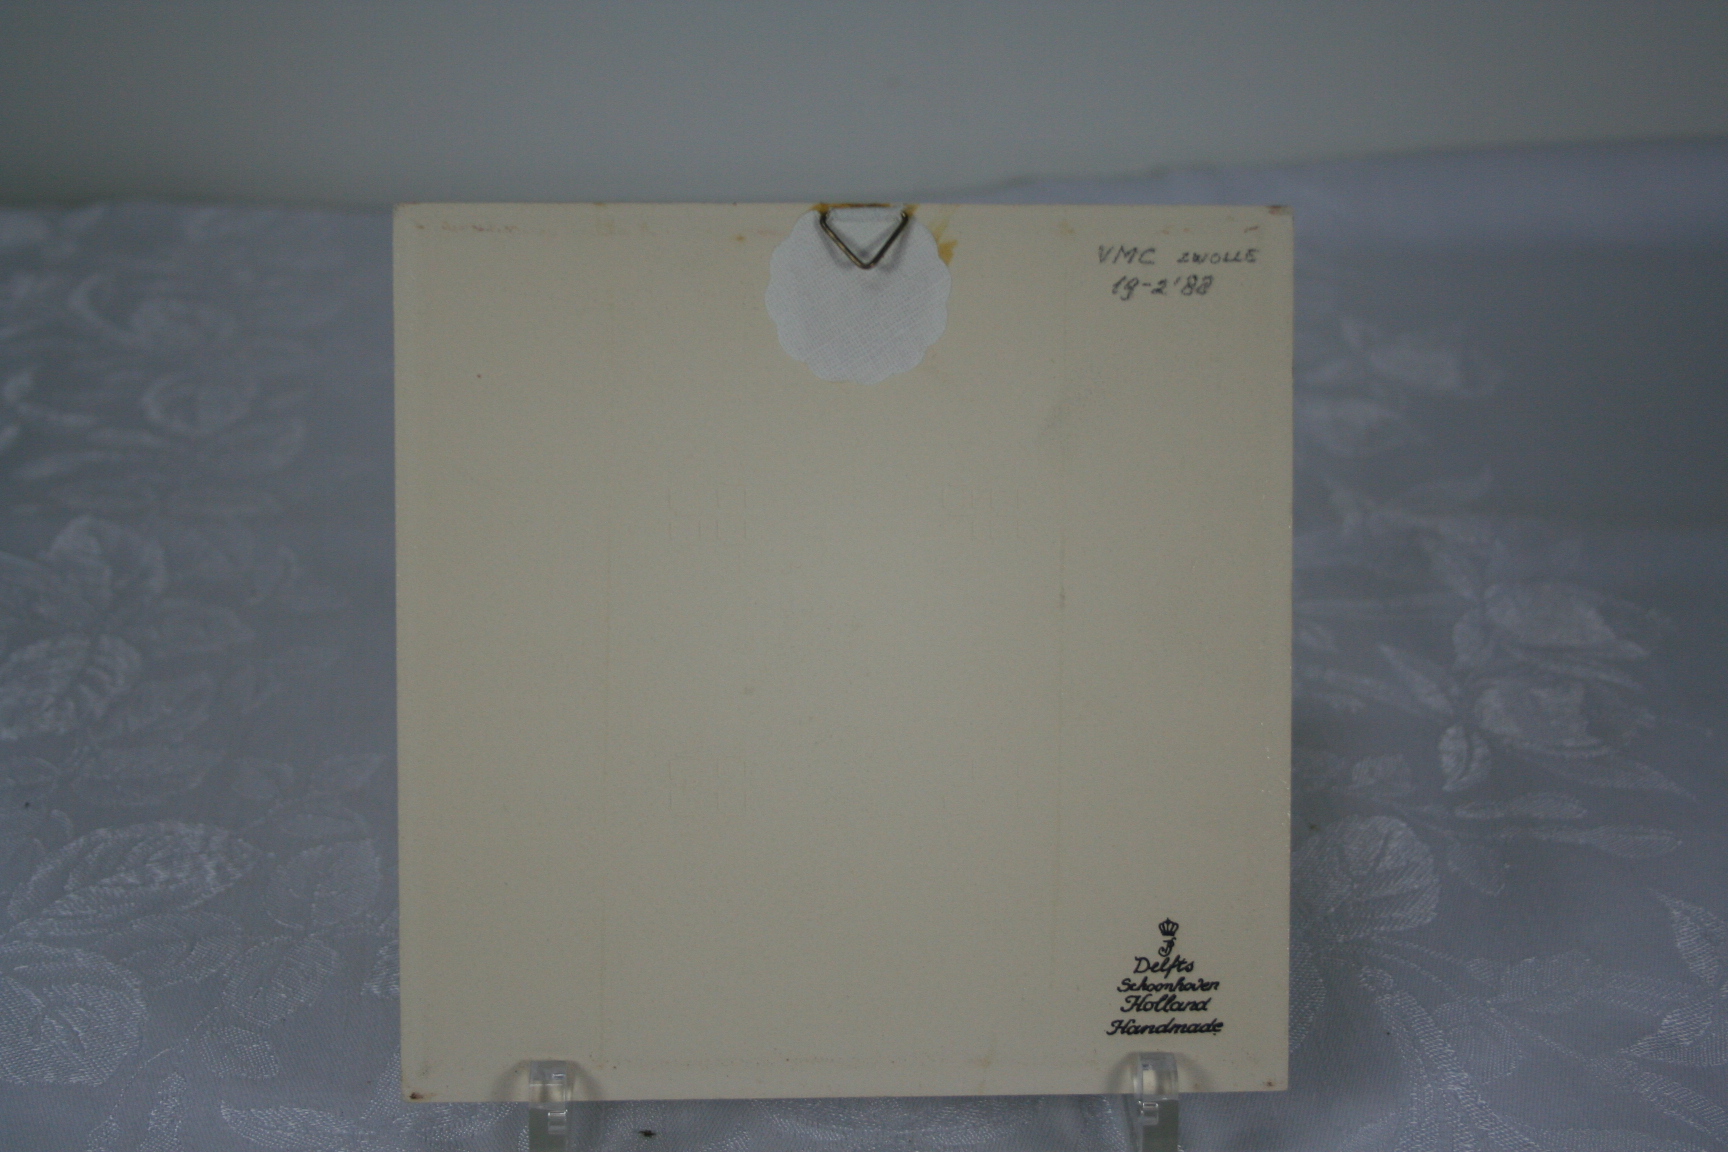 VMC ZWOLLE
19-2'88
Delfts
Schoonhoven
Holland
Handmade